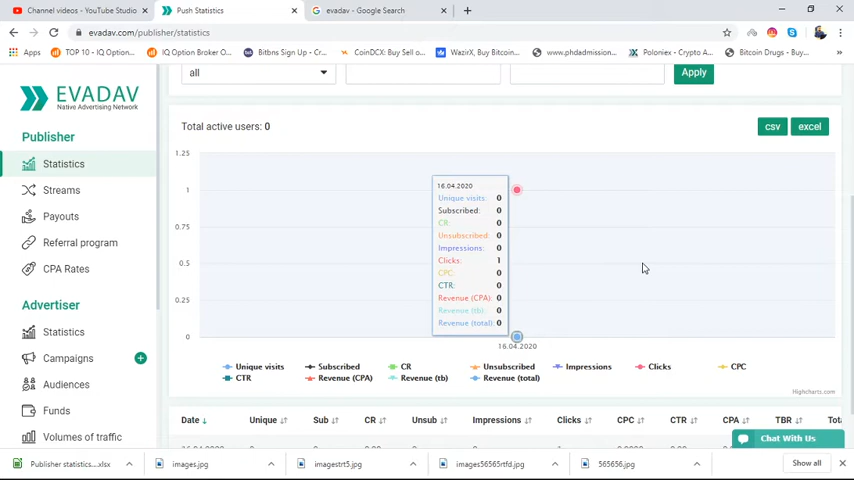 Channel videos - YouTube Studio
Push Statistics
evadav - Google Search
evadav.com/publisher/statistics
Apps
TOP 10 - IQ Option...
IQ Option Broker O...
Bitbns Sign Up - Cr...
CoinDCX: Buy Sell o...
WazirX, Buy Bitcoin...
www.phdadmission...
Poloniex - Crypto A...
Bitcoin Drugs - Buy...
all
Apply
EVADAV
Native Advertising Network
Publisher
Statistics
Streams
Payouts
Referral program
CPA Rates
Advertiser
Statistics
Campaigns
Audiences
Funds
Volumes of traffic
Total active users: 0
csv
excel
1.25
1
0.75
0.5
0.25
0
16.04.2020
Unique visits: 0
Subscribed: 0
CR: 0
Unsubscribed: 0
Impressions: 0
Clicks: 1
CPC: 0
CTR: 0
Revenue (CPA): 0
Revenue (tb): 0
Revenue (total): 0
16.04.2020
Unique visits
Subscribed
CR
Unsubscribed
Impressions
Clicks
CPC
CTR
Revenue (CPA)
Revenue (tb)
Revenue (total)
Highcharts.com
Date
Unique
Sub
CR
Unsub
Impressions
Clicks
CPC
CTR
CPA
TBR
Chat With Us
Publisher statistics....xlsx
images.jpg
imagestrt5.jpg
images56565rtfd.jpg
565656.jpg
Show all